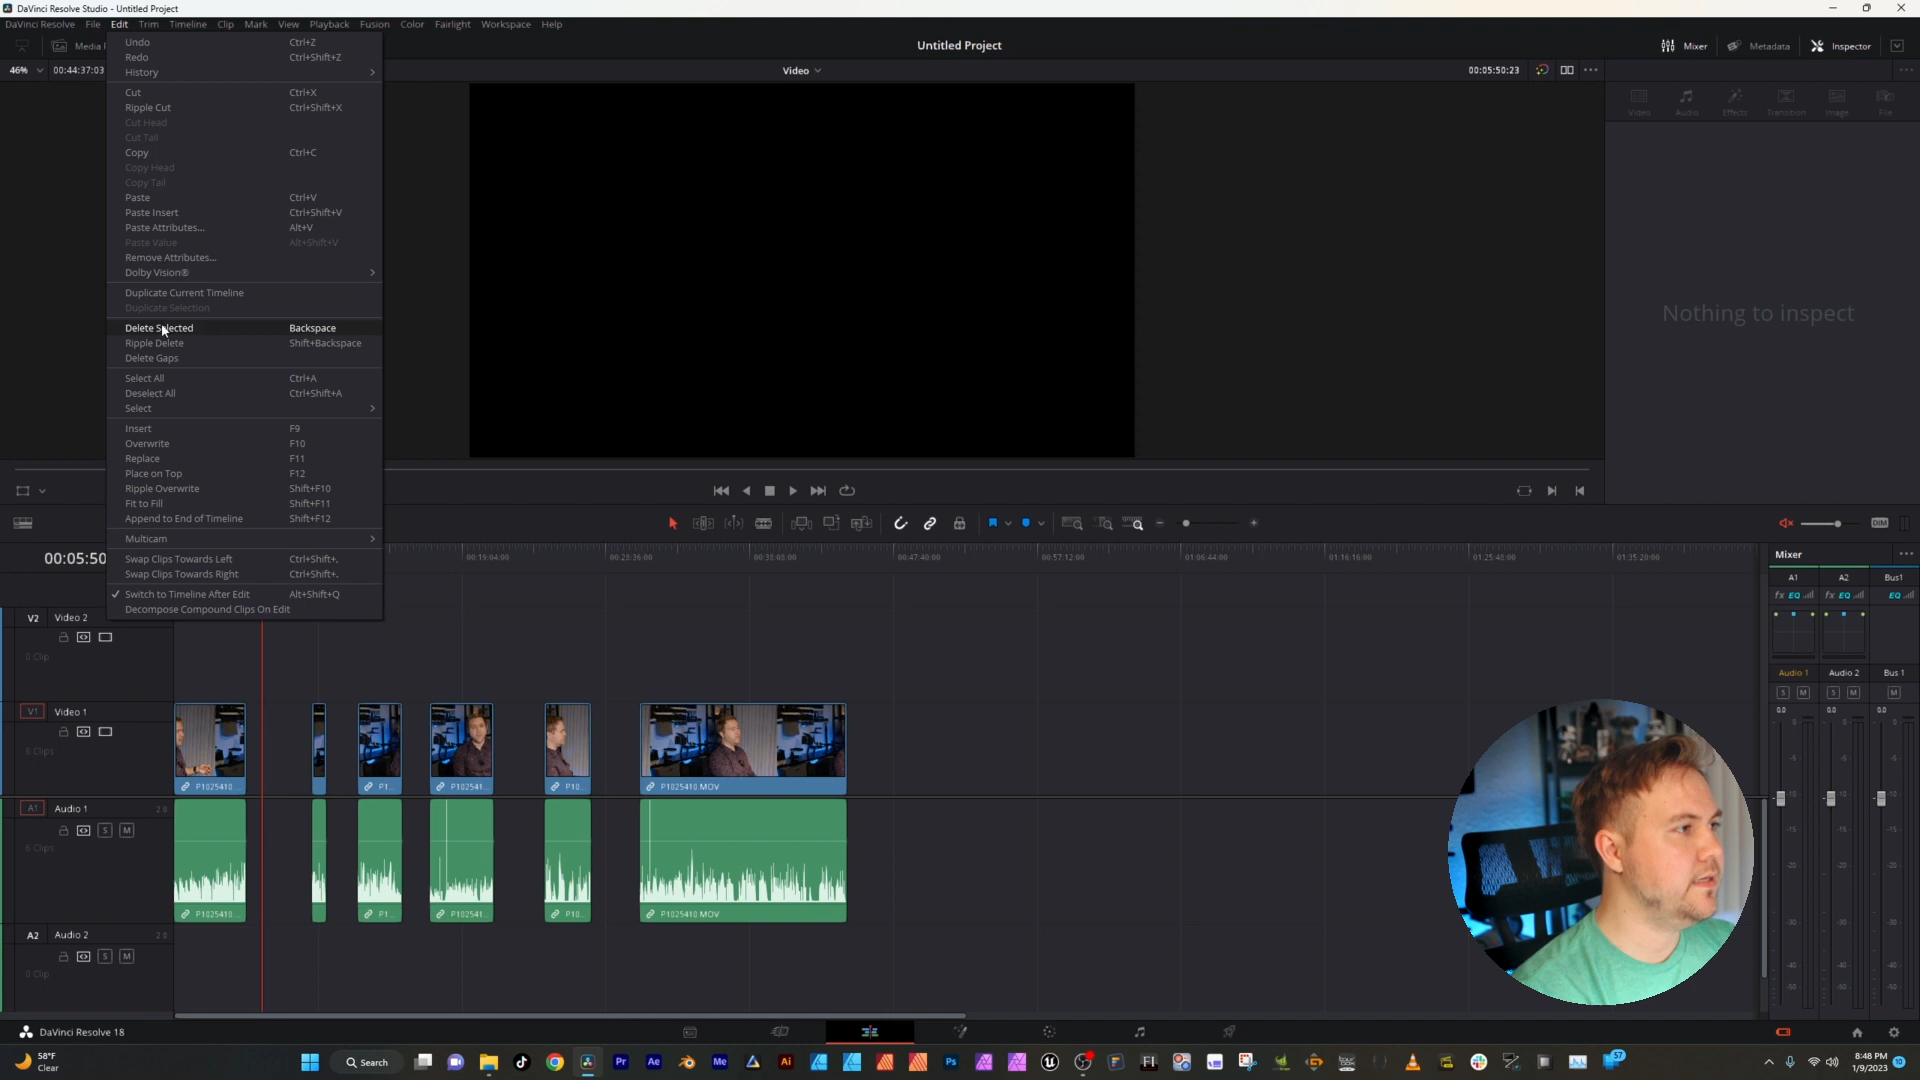 DaVinci Resolve Studio - Untitled Project
DaVinci Resolve File Edit Trim Timeline Clip Mark View Playback Fusion Color Fairlight Workspace Help
Media
Untitled Project
Mixer Metadata Inspector
46% 00:44:37:03
Video
00:05:50:23
Undo Ctrl+Z
Redo Ctrl+Shift+Z
History
Cut Ctrl+X
Ripple Cut Ctrl+Shift+X
Cut Head
Cut Tail
Copy Ctrl+C
Copy Head
Copy Tail
Paste Ctrl+V
Paste Insert Ctrl+Shift+V
Paste Attributes... Alt+V
Paste Value Alt+Shift+V
Remove Attributes...
Dolby Vision®
Duplicate Current Timeline
Duplicate Selection
Delete Selected Backspace
Ripple Delete Shift+Backspace
Delete Gaps
Select All Ctrl+A
Deselect All Ctrl+Shift+A
Select
Insert F9
Overwrite F10
Replace F11
Place on Top F12
Ripple Overwrite Shift+F10
Fit to Fill Shift+F11
Append to End of Timeline Shift+F12
Multicam
Swap Clips Towards Left Ctrl+Shift+,
Swap Clips Towards Right Ctrl+Shift+.
Switch to Timeline After Edit Alt+Shift+Q
Decompose Compound Clips On Edit
Video Audio Effects Transition Image File
Nothing to inspect
DIM
00:05:50
00:19:04:00 00:28:36:00 00:38:08:00 00:47:40:00 00:57:12:00 01:06:44:00 01:16:16:00 01:25:48:00 01:35:20:00
V2 Video 2
0 Clip
V1 Video 1
6 Clips
P1025410... P1... P102541... P10... P1025410.MOV
A1 Audio 1 2.0
S M
6 Clips
P1025410... P1... P102541... P10... P1025410.MOV
A2 Audio 2 2.0
S M
0 Clip
Mixer
A1 A2 Bus1
fx EQ fx EQ EQ
Audio 1 Audio 2 Bus 1
S M S M M
0.0 0.0 0.0
DaVinci Resolve 18
58°F
Clear
Search
Pr Ae Me Ai Ps FL
57
8:48 PM
1/9/2023
10